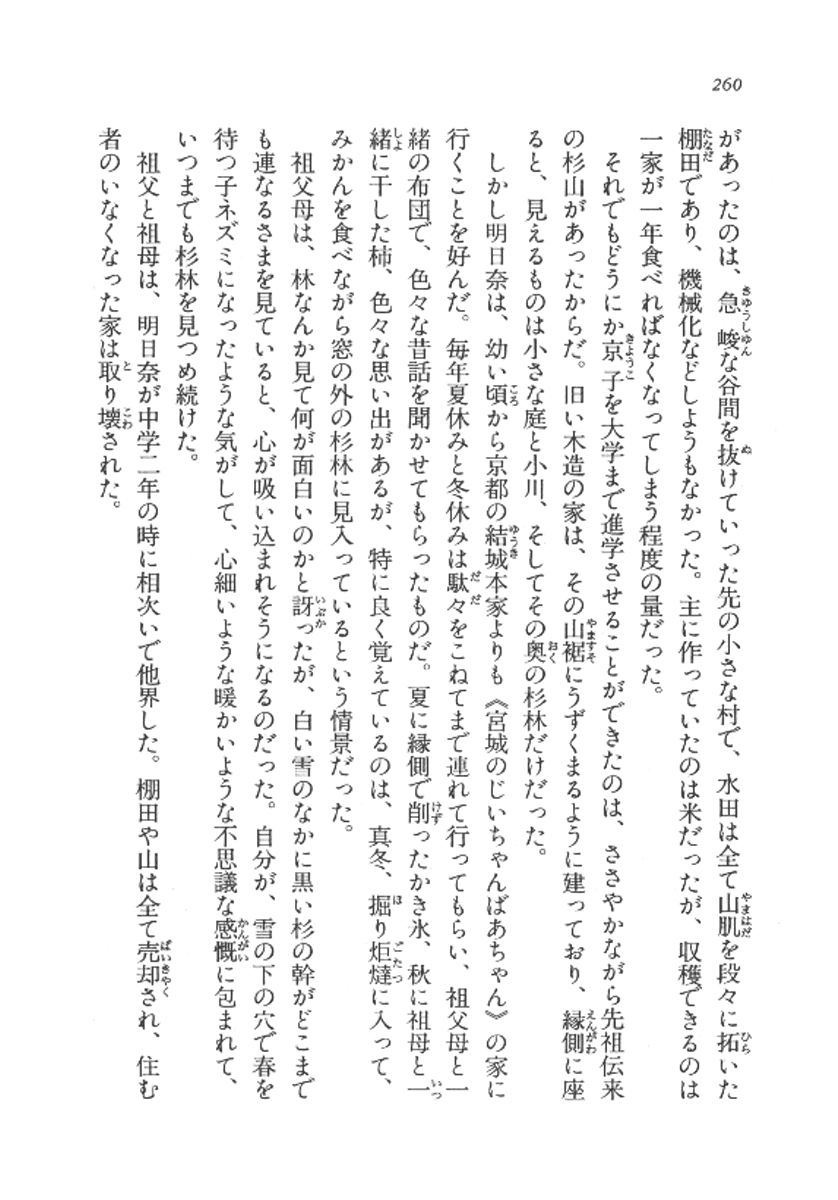 260
があったのは、急峻な谷間を抜けていった先の小さな村で、水田は全て山肌を段々に拓いた
棚田であり、機械化などしようもなかった。主に作っていたのは米だったが、収穫できるのは
一家が一年食べればなくなってしまう程度の量だった。
それでもどうにか京子を大学まで進学させることができたのは、ささやかながら先祖伝来
の杉山があったからだ。旧い木造の家は、その山裾にうずくまるように建っており、縁側に座
ると、見えるものは小さな庭と小川、そしてその奥の杉林だけだった。
しかし明日奈は、幼い頃から京都の結城本家よりも《宮城のじいちゃんばあちゃん》の家に
行くことを好んだ。毎年夏休みと冬休みは駄々をこねてまで連れて行ってもらい、祖父母と一
緒の布団で、色々な昔話を聞かせてもらったものだ。夏に縁側で削ったかき氷、秋に祖母と一
緒に干した柿、色々な思い出があるが、特に良く覚えているのは、真冬、掘り炬燵に入って、
みかんを食べながら窓の外の杉林に見入っているという情景だった。
祖父母は、林なんか見て何が面白いのかと訝ったが、白い雪のなかに黒い杉の幹がどこまで
も連なるさまを見ていると、心が吸い込まれそうになるのだった。自分が、雪の下の穴で春を
待つ子ネズミになったような気がして、心細いような暖かいような不思議な感慨に包まれて、
いつまでも杉林を見つめ続けた。
祖父と祖母は、明日奈が中学二年の時に相次いで他界した。棚田や山は全て売却され、住む
者のいなくなった家は取り壊された。